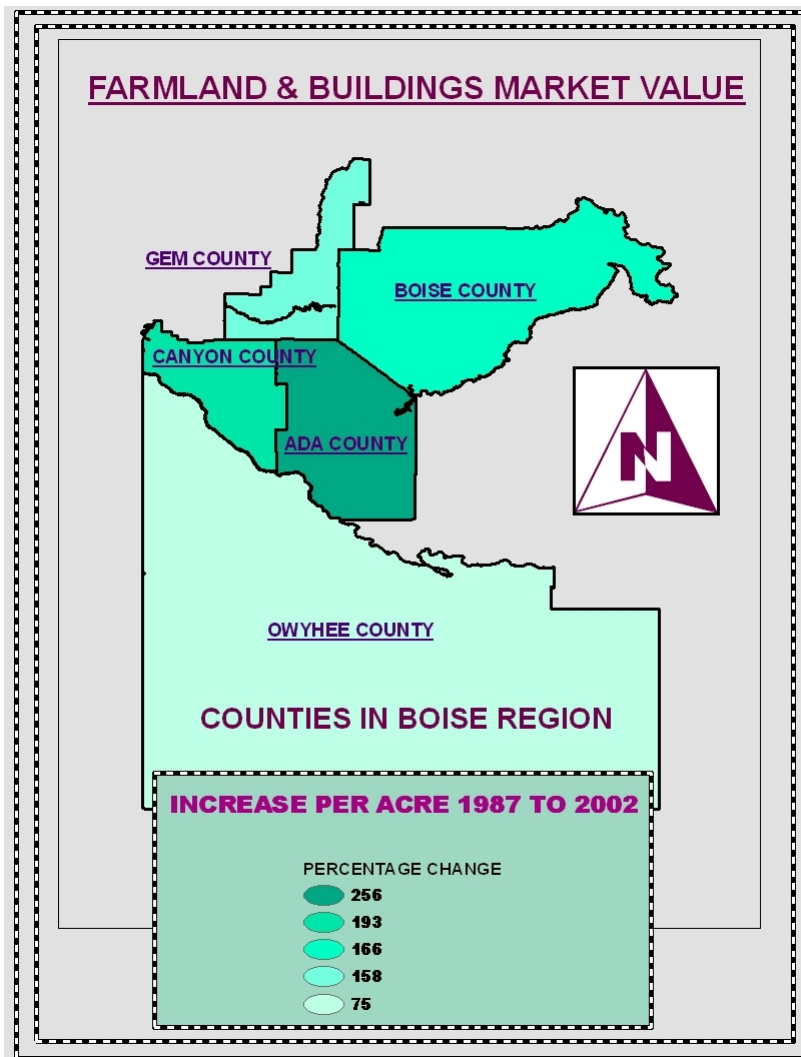 FARMLAND & BUILDINGS MARKET VALUE
GEM COUNTY
BOISE COUNTY
CANYON COUNTY
ADA COUNTY
N
OWYHEE COUNTY
COUNTIES IN BOISE REGION
INCREASE PER ACRE 1987 TO 2002
PERCENTAGE CHANGE
256
193
166
158
75